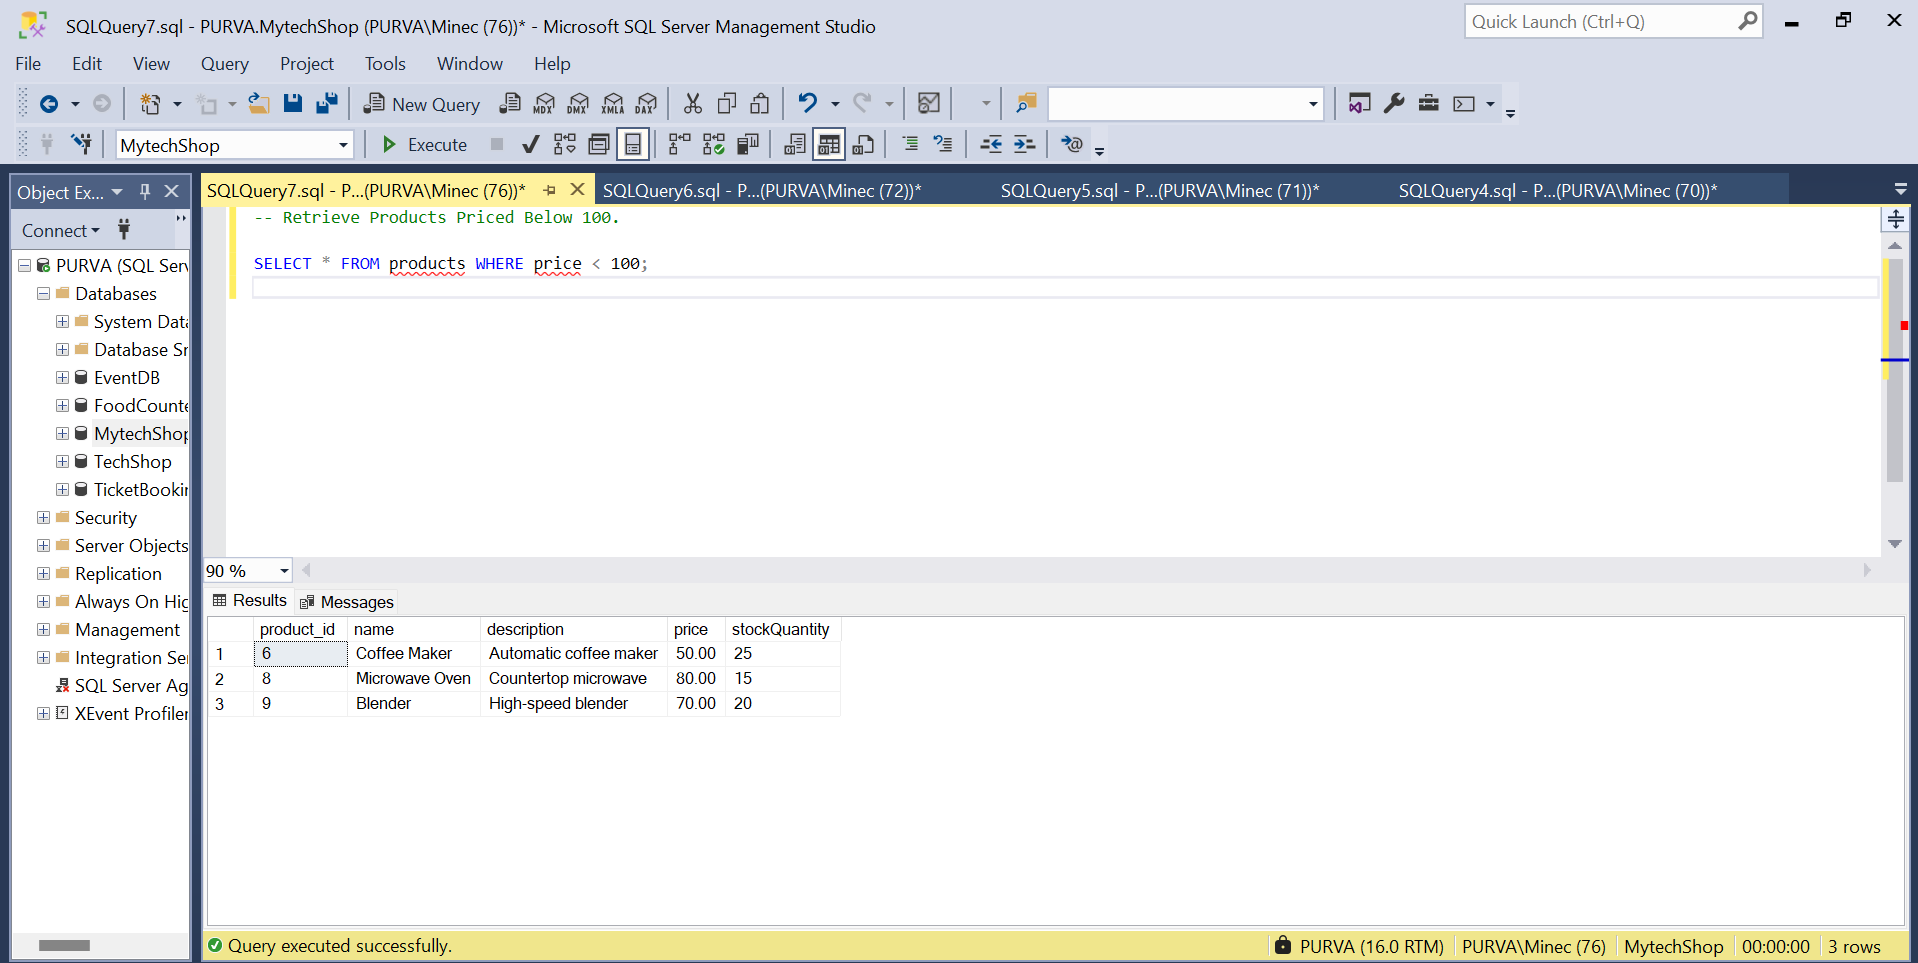 SQLQuery7.sql - PURVA.MytechShop (PURVA\Minec (76))* - Microsoft SQL Server Management Studio
Quick Launch (Ctrl+Q)
File Edit View Query Project Tools Window Help
New Query MDX DMX XMLA DAX
MytechShop Execute
Object Ex...
SQLQuery7.sql - P...(PURVA\Minec (76))* SQLQuery6.sql - P...(PURVA\Minec (72))* SQLQuery5.sql - P...(PURVA\Minec (71))* SQLQuery4.sql - P...(PURVA\Minec (70))*
Connect
PURVA (SQL Serv
Databases
System Data
Database Sn
EventDB
FoodCounte
MytechShop
TechShop
TicketBookin
Security
Server Objects
Replication
Always On Hig
Management
Integration Se
SQL Server Ag
XEvent Profiler
-- Retrieve Products Priced Below 100.
SELECT * FROM products WHERE price < 100;
90 %
Results Messages
product_id name description price stockQuantity
1 6 Coffee Maker Automatic coffee maker 50.00 25
2 8 Microwave Oven Countertop microwave 80.00 15
3 9 Blender High-speed blender 70.00 20
Query executed successfully. PURVA (16.0 RTM) PURVA\Minec (76) MytechShop 00:00:00 3 rows